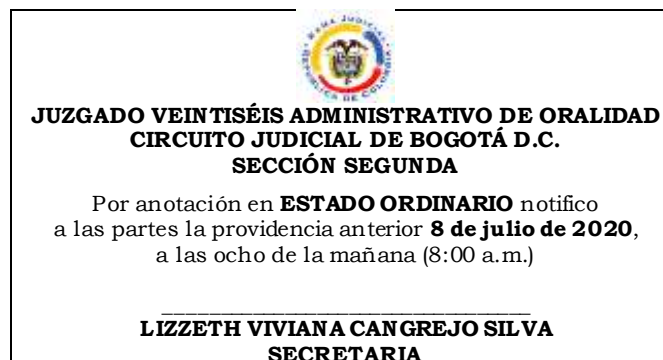 JUZGADO VEINTISÉIS ADMINISTRATIVO DE ORALIDAD
CIRCUITO JUDICIAL DE BOGOTÁ D.C.
SECCIÓN SEGUNDA
Por anotación en ESTADO ORDINARIO notifico
a las partes la providencia anterior 8 de julio de 2020,
a las ocho de la mañana (8:00 a.m.)
LIZZETH VIVIANA CANGREJO SILVA
SECRETARIA